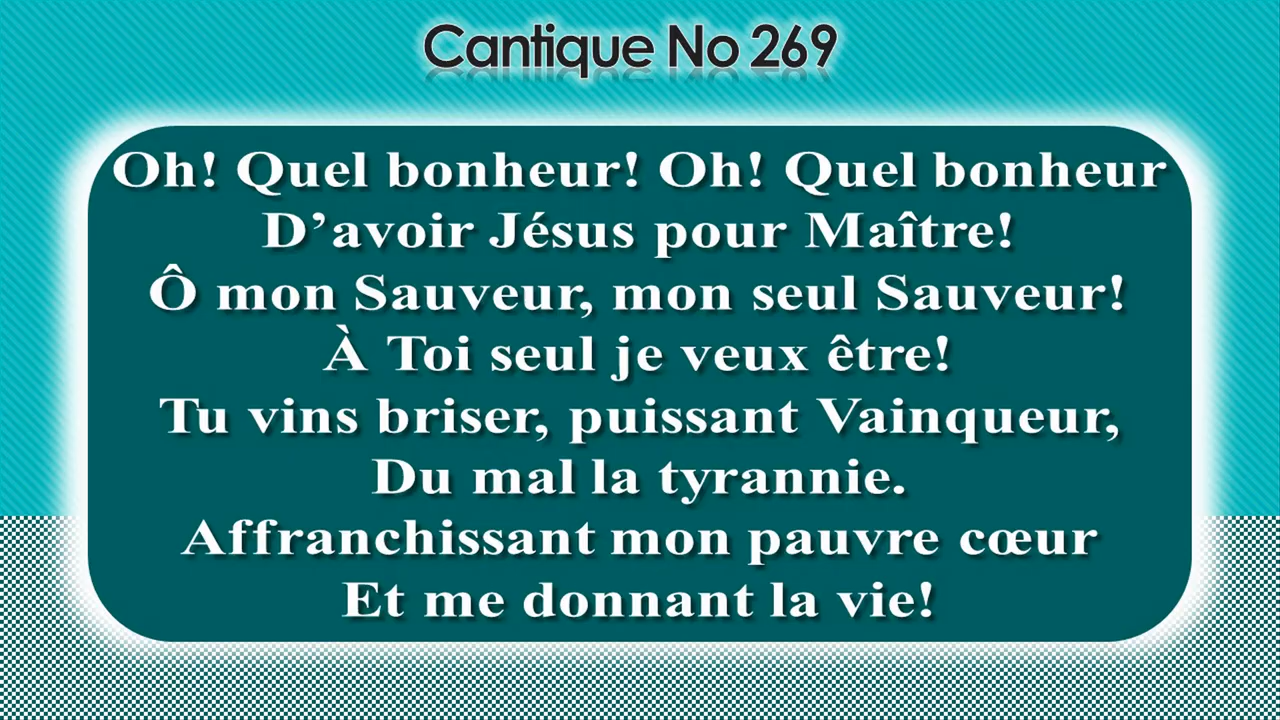 Cantique No 269
Oh! Quel bonheur! Oh! Quel bonheur
D’avoir Jésus pour Maître!
Ô mon Sauveur, mon seul Sauveur!
À Toi seul je veux être!
Tu vins briser, puissant Vainqueur,
Du mal la tyrannie.
Affranchissant mon pauvre cœur
Et me donnant la vie!